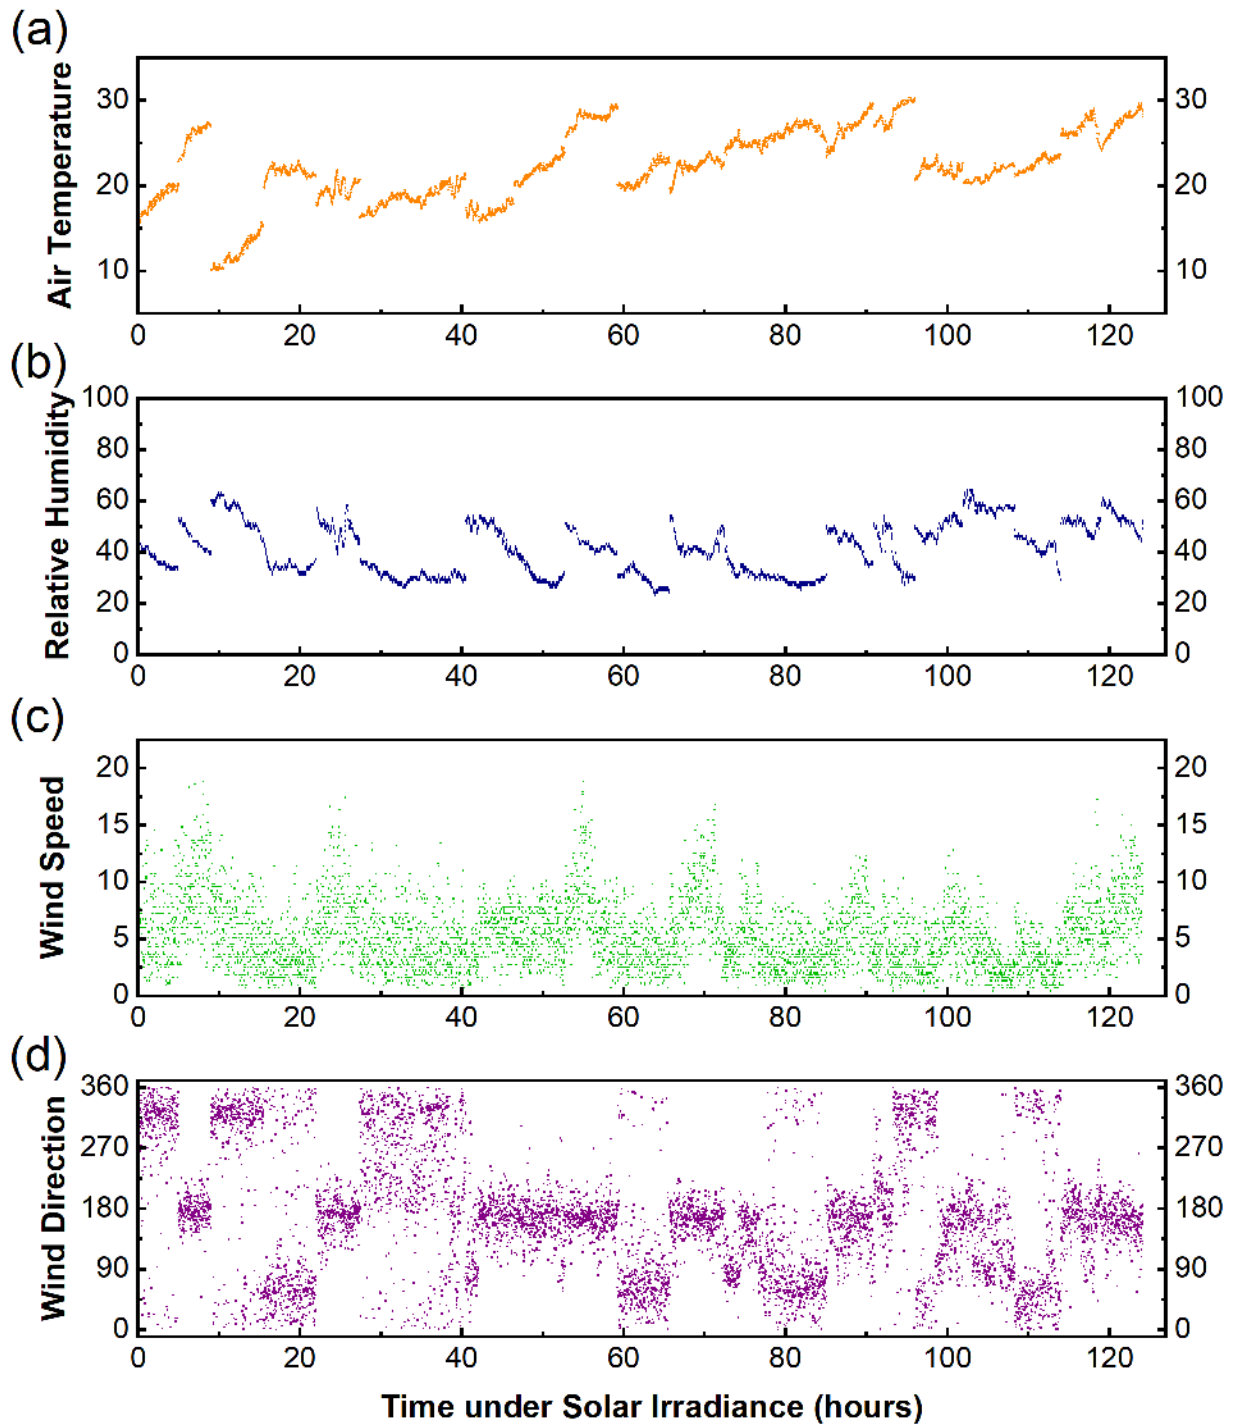 (a)
Air Temperature
30
20
10
30
20
10
0 20 40 60 80 100 120
(b)
Relative Humidity
100
80
60
40
20
0
100
80
60
40
20
0
0 20 40 60 80 100 120
(c)
Wind Speed
20
15
10
5
0
20
15
10
5
0
0 20 40 60 80 100 120
(d)
Wind Direction
360
270
180
90
0
360
270
180
90
0
0 20 40 60 80 100 120
Time under Solar Irradiance (hours)